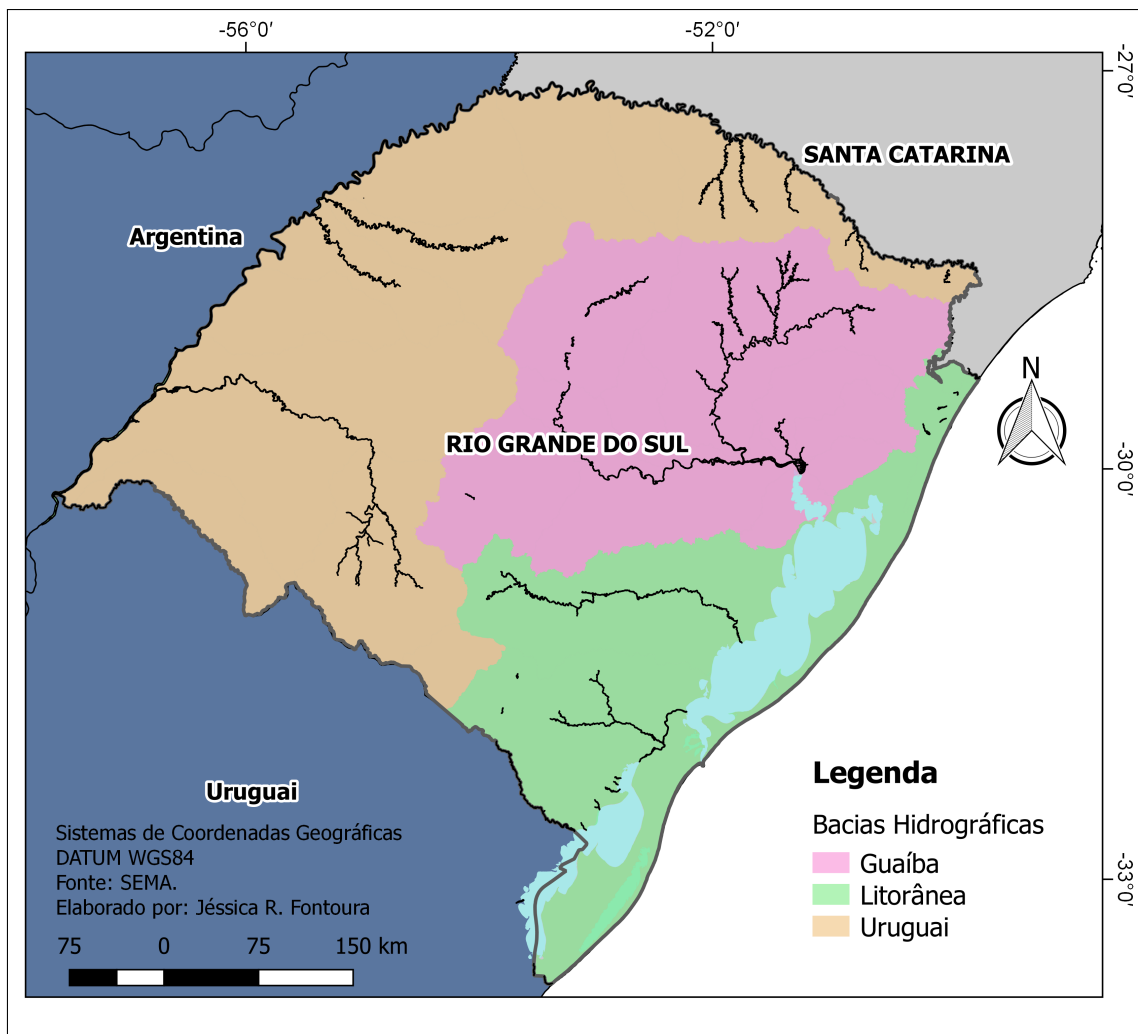 -56°0′
-52°0′
-27°0′
SANTA CATARINA
Argentina
N
RIO GRANDE DO SUL
-30°0′
Legenda
Uruguai
Bacias Hidrográficas
Sistemas de Coordenadas Geográficas
DATUM WGS84
Fonte: SEMA.
Elaborado por: Jéssica R. Fontoura
Guaíba
Litorânea
Uruguai
-33°0′
75 0 75 150 km